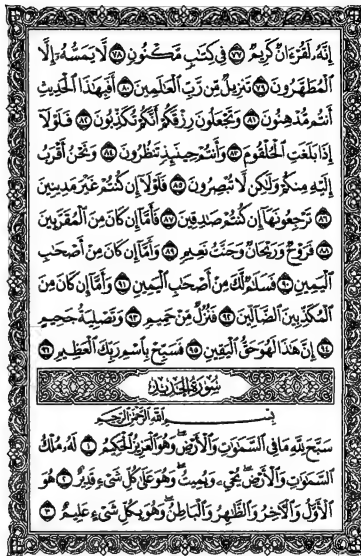 إِنَّهُۥ لَقُرْءَانٌ كَرِيمٌ ٧٧ فِى كِتَٰبٍ مَّكْنُونٍ ٧٨ لَّا يَمَسُّهُۥٓ إِلَّا
ٱلْمُطَهَّرُونَ ٧٩ تَنزِيلٌ مِّن رَّبِّ ٱلْعَٰلَمِينَ ٨٠ أَفَبِهَٰذَا ٱلْحَدِيثِ
أَنتُم مُّدْهِنُونَ ٨١ وَتَجْعَلُونَ رِزْقَكُمْ أَنَّكُمْ تُكَذِّبُونَ ٨٢ فَلَوْلَآ
إِذَا بَلَغَتِ ٱلْحُلْقُومَ ٨٣ وَأَنتُمْ حِينَئِذٍ تَنظُرُونَ ٨٤ وَنَحْنُ أَقْرَبُ
إِلَيْهِ مِنكُمْ وَلَٰكِن لَّا تُبْصِرُونَ ٨٥ فَلَوْلَآ إِن كُنتُمْ غَيْرَ مَدِينِينَ
٨٦ تَرْجِعُونَهَآ إِن كُنتُمْ صَٰدِقِينَ ٨٧ فَأَمَّآ إِن كَانَ مِنَ ٱلْمُقَرَّبِينَ
٨٨ فَرَوْحٌ وَرَيْحَانٌ وَجَنَّتُ نَعِيمٍ ٨٩ وَأَمَّآ إِن كَانَ مِنْ أَصْحَٰبِ
ٱلْيَمِينِ ٩٠ فَسَلَٰمٌ لَّكَ مِنْ أَصْحَٰبِ ٱلْيَمِينِ ٩١ وَأَمَّآ إِن كَانَ مِنَ
ٱلْمُكَذِّبِينَ ٱلضَّآلِّينَ ٩٢ فَنُزُلٌ مِّنْ حَمِيمٍ ٩٣ وَتَصْلِيَةُ جَحِيمٍ
٩٤ إِنَّ هَٰذَا لَهُوَ حَقُّ ٱلْيَقِينِ ٩٥ فَسَبِّحْ بِٱسْمِ رَبِّكَ ٱلْعَظِيمِ ٩٦
سُورَةُ الْحَدِيدِ
بِسْمِ ٱللَّهِ ٱلرَّحْمَٰنِ ٱلرَّحِيمِ
سَبَّحَ لِلَّهِ مَا فِى ٱلسَّمَٰوَٰتِ وَٱلْأَرْضِ وَهُوَ ٱلْعَزِيزُ ٱلْحَكِيمُ ١ لَهُۥ مُلْكُ
ٱلسَّمَٰوَٰتِ وَٱلْأَرْضِ يُحْىِۦ وَيُمِيتُ وَهُوَ عَلَىٰ كُلِّ شَىْءٍ قَدِيرٌ ٢ هُوَ
ٱلْأَوَّلُ وَٱلْءَاخِرُ وَٱلظَّٰهِرُ وَٱلْبَاطِنُ وَهُوَ بِكُلِّ شَىْءٍ عَلِيمٌ ٣